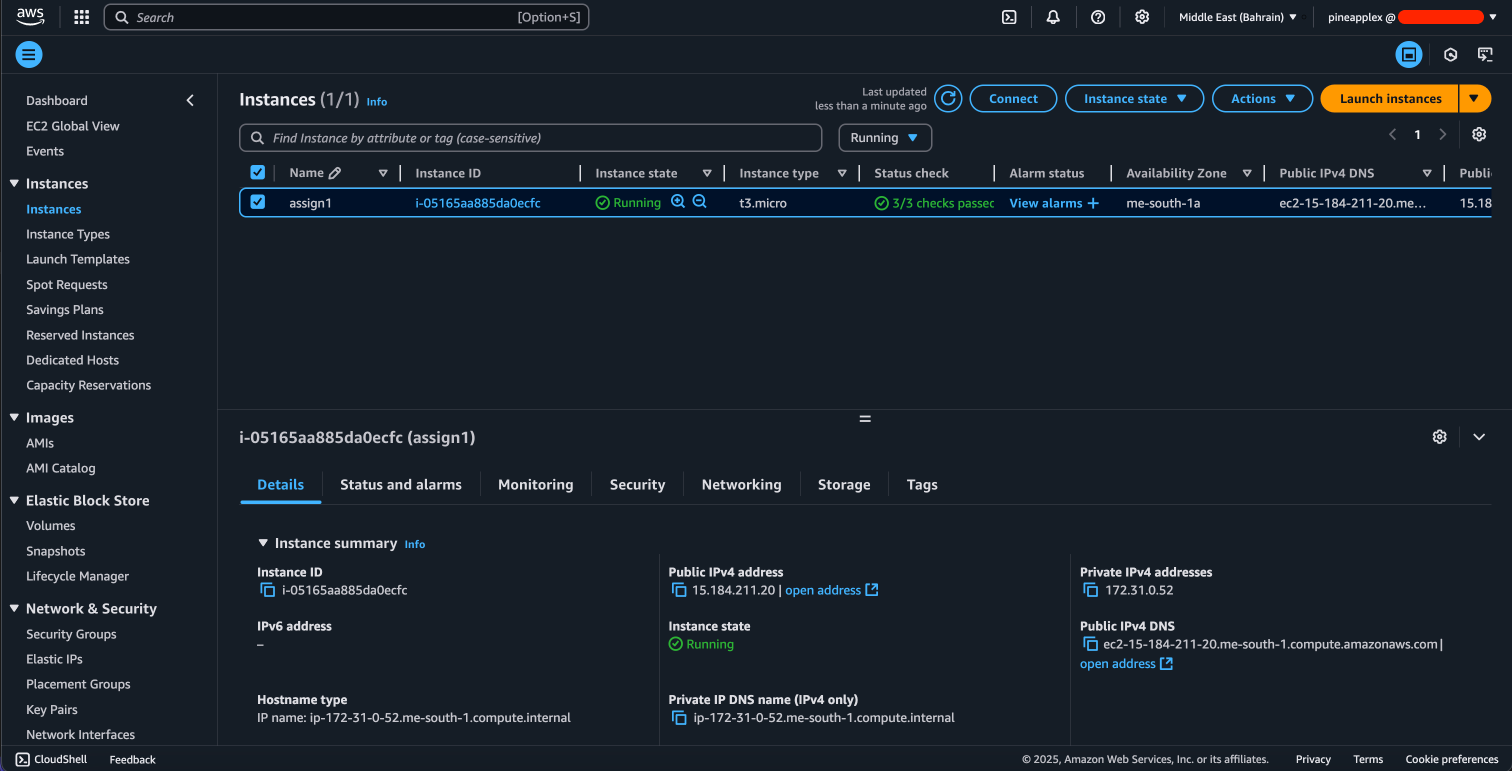 aws
Search [Option+S]
Middle East (Bahrain)
pineapplex @
Dashboard
EC2 Global View
Events
Instances
Instances
Instance Types
Launch Templates
Spot Requests
Savings Plans
Reserved Instances
Dedicated Hosts
Capacity Reservations
Images
AMIs
AMI Catalog
Elastic Block Store
Volumes
Snapshots
Lifecycle Manager
Network & Security
Security Groups
Elastic IPs
Placement Groups
Key Pairs
Network Interfaces
Instances (1/1) Info
Last updated
less than a minute ago
Connect
Instance state
Actions
Launch instances
Find Instance by attribute or tag (case-sensitive)
Running
1
Name Instance ID Instance state Instance type Status check Alarm status Availability Zone Public IPv4 DNS Publi
assign1 i-05165aa885da0ecfc Running t3.micro 3/3 checks passec View alarms + me-south-1a ec2-15-184-211-20.me... 15.18
i-05165aa885da0ecfc (assign1)
Details Status and alarms Monitoring Security Networking Storage Tags
Instance summary Info
Instance ID
i-05165aa885da0ecfc
Public IPv4 address
15.184.211.20 | open address
Private IPv4 addresses
172.31.0.52
IPv6 address
–
Instance state
Running
Public IPv4 DNS
ec2-15-184-211-20.me-south-1.compute.amazonaws.com |
open address
Hostname type
IP name: ip-172-31-0-52.me-south-1.compute.internal
Private IP DNS name (IPv4 only)
ip-172-31-0-52.me-south-1.compute.internal
CloudShell Feedback
© 2025, Amazon Web Services, Inc. or its affiliates. Privacy Terms Cookie preferences